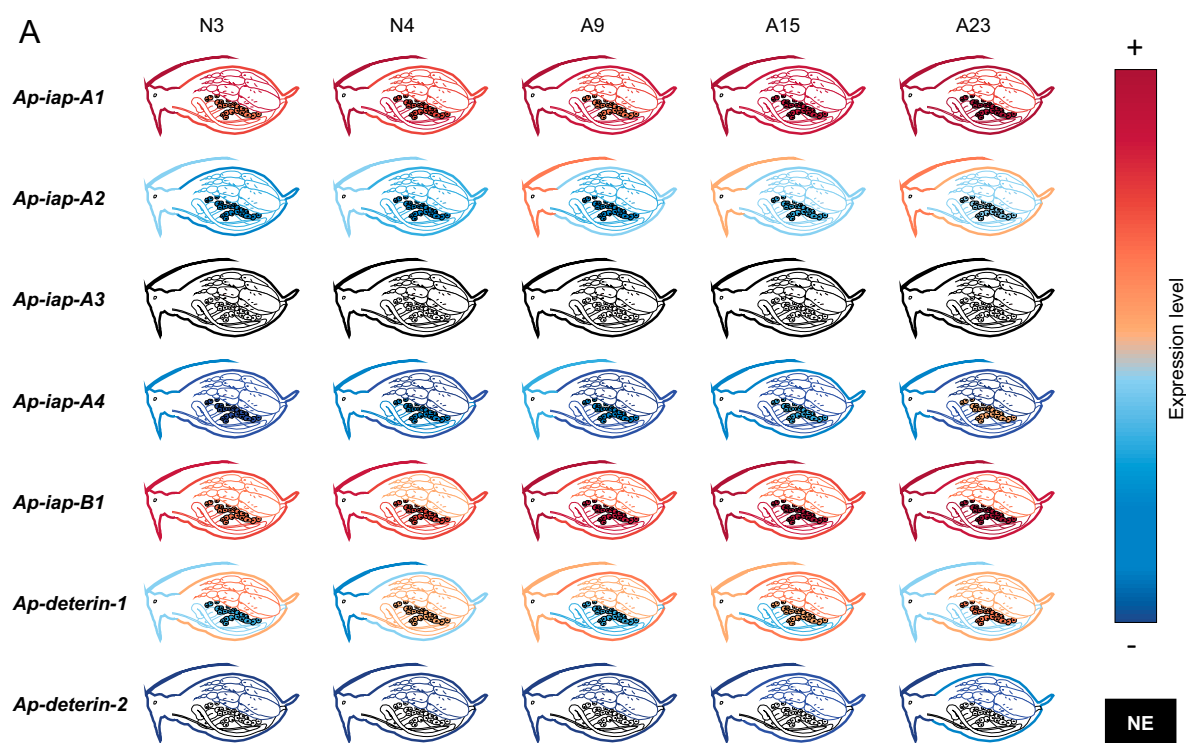 A
N3 N4 A9 A15 A23
+
Ap-iap-A1
Ap-iap-A2
Ap-iap-A3
Ap-iap-A4
Ap-iap-B1
Ap-deterin-1
Ap-deterin-2
Expression level
-
NE